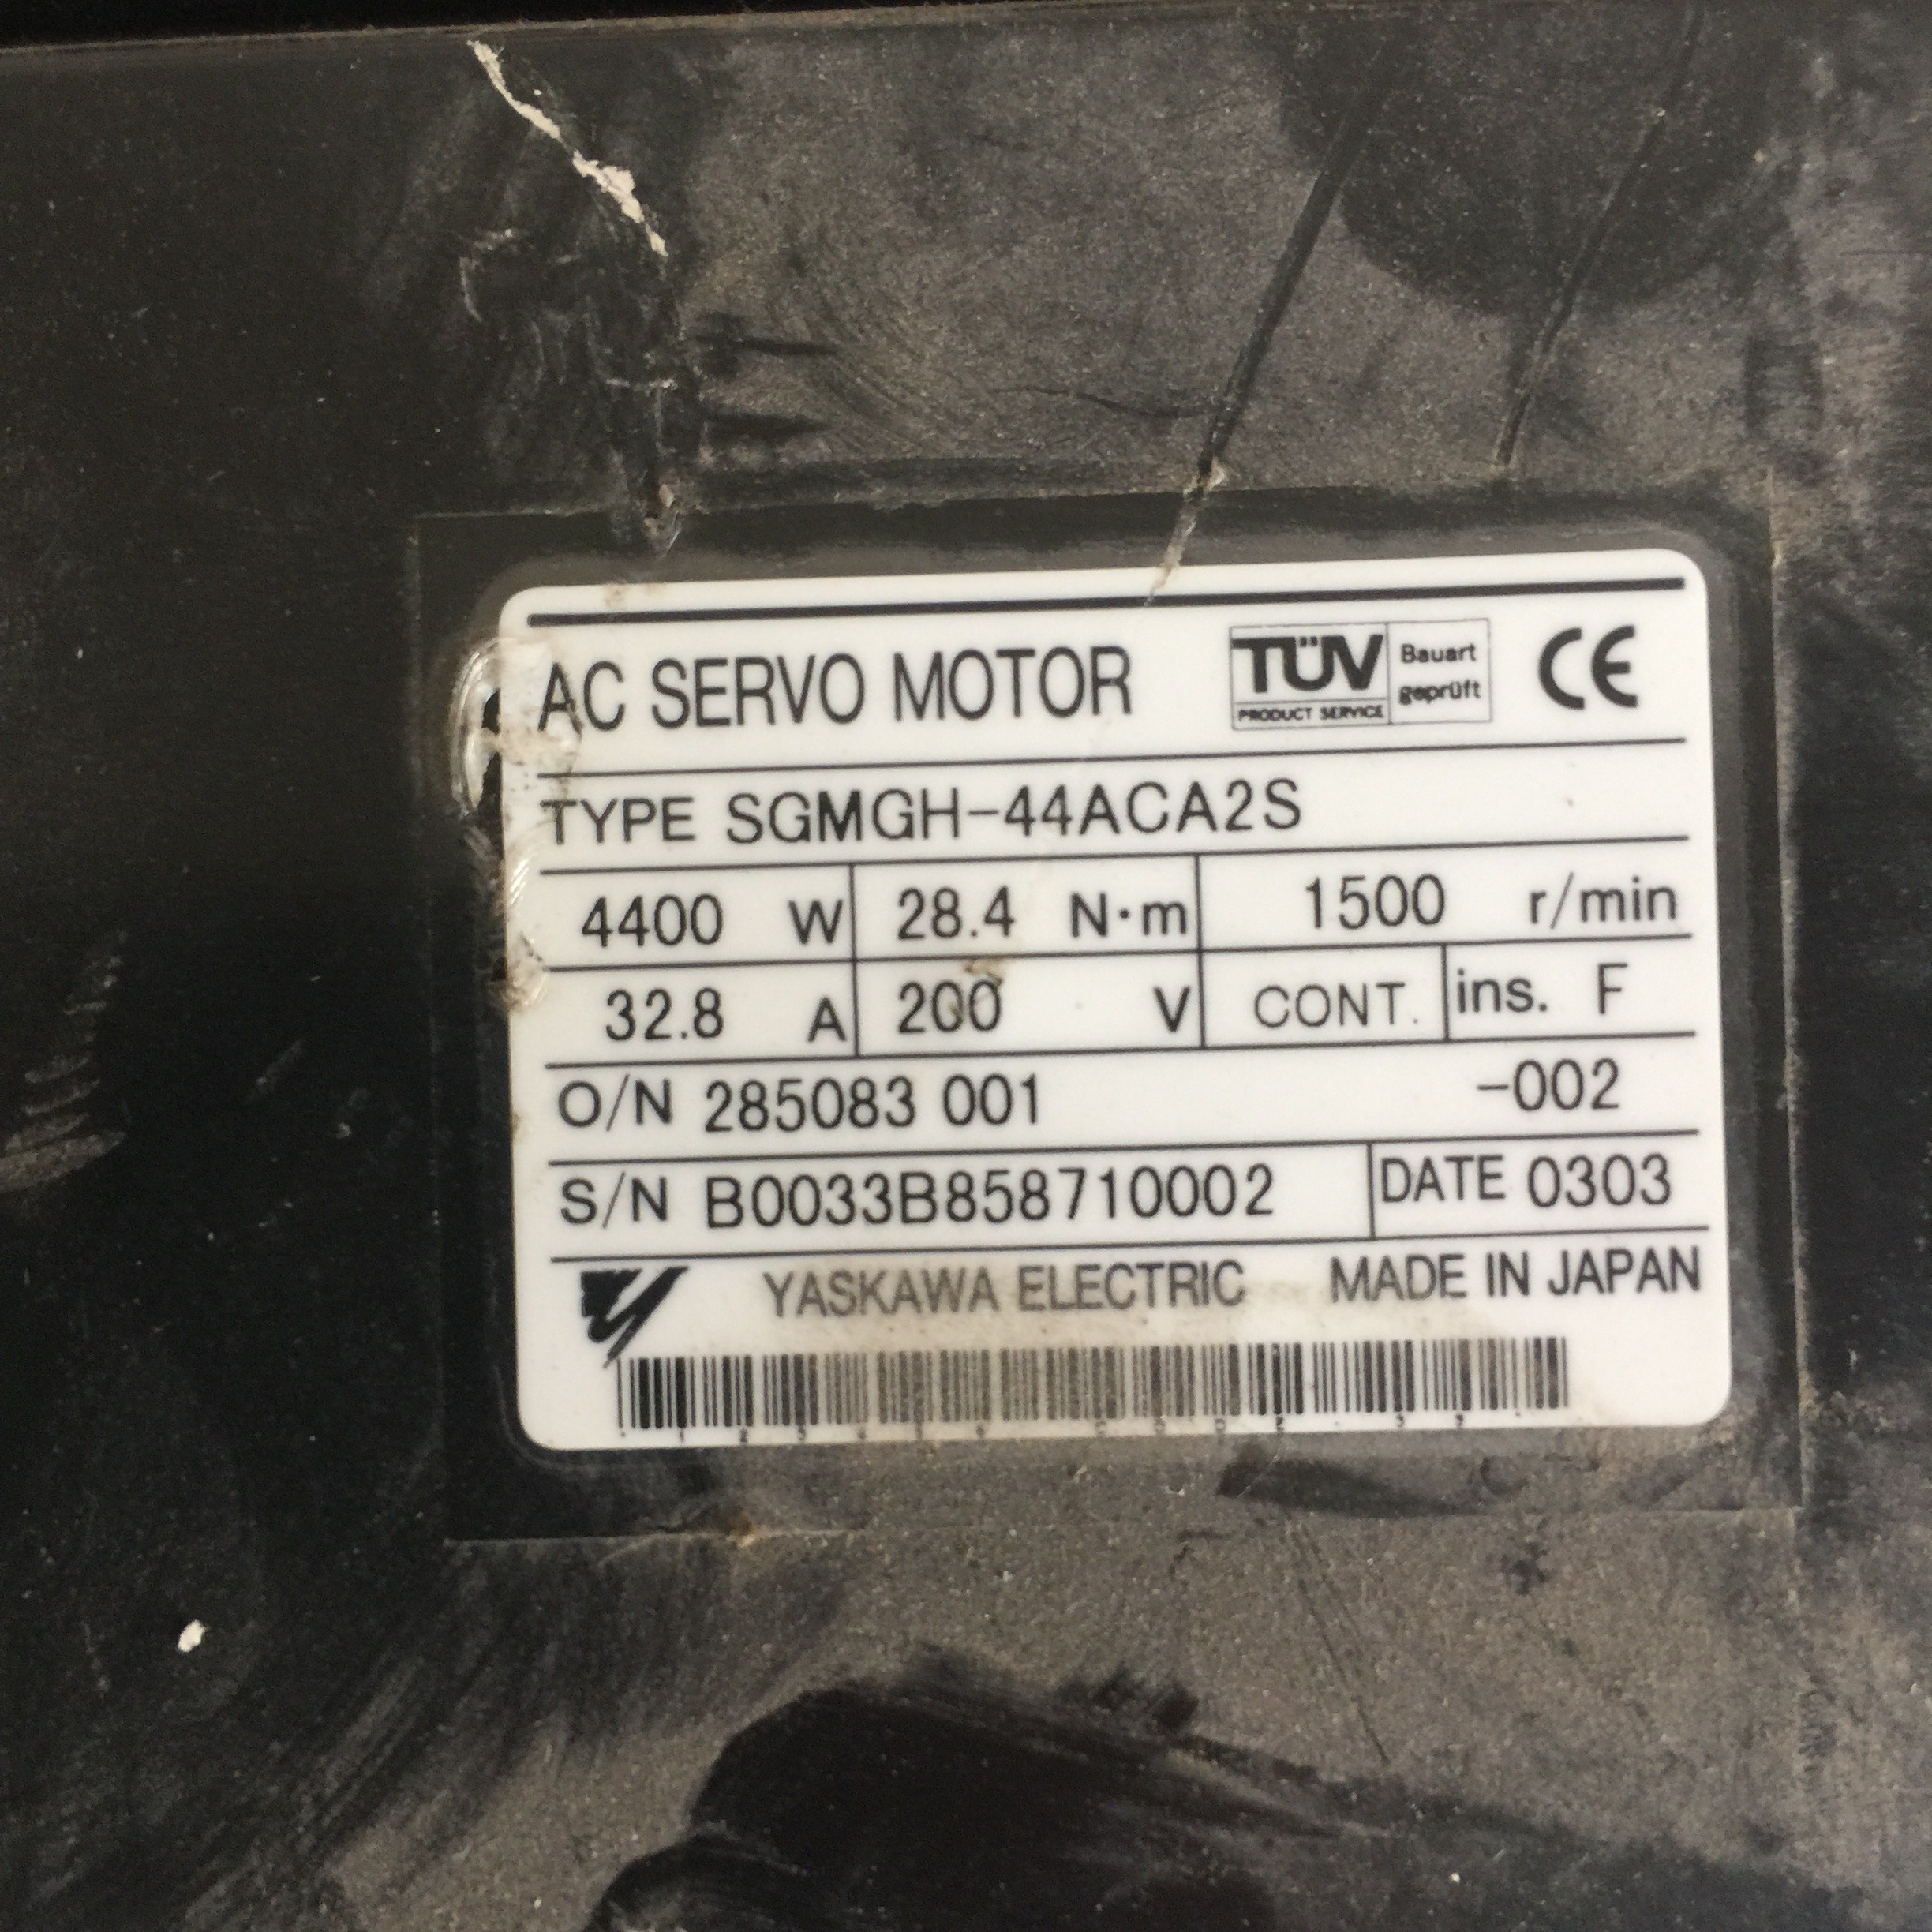 AC SERVO MOTOR
TÜV
PRODUCT SERVICE
Bauart
geprüft
CE
TYPE SGMGH-44ACA2S
4400 W 28.4 N·m 1500 r/min
32.8 A 200 V CONT. ins. F
O/N 285083 001 -002
S/N B0033B858710002 DATE 0303
YASKAWA ELECTRIC MADE IN JAPAN